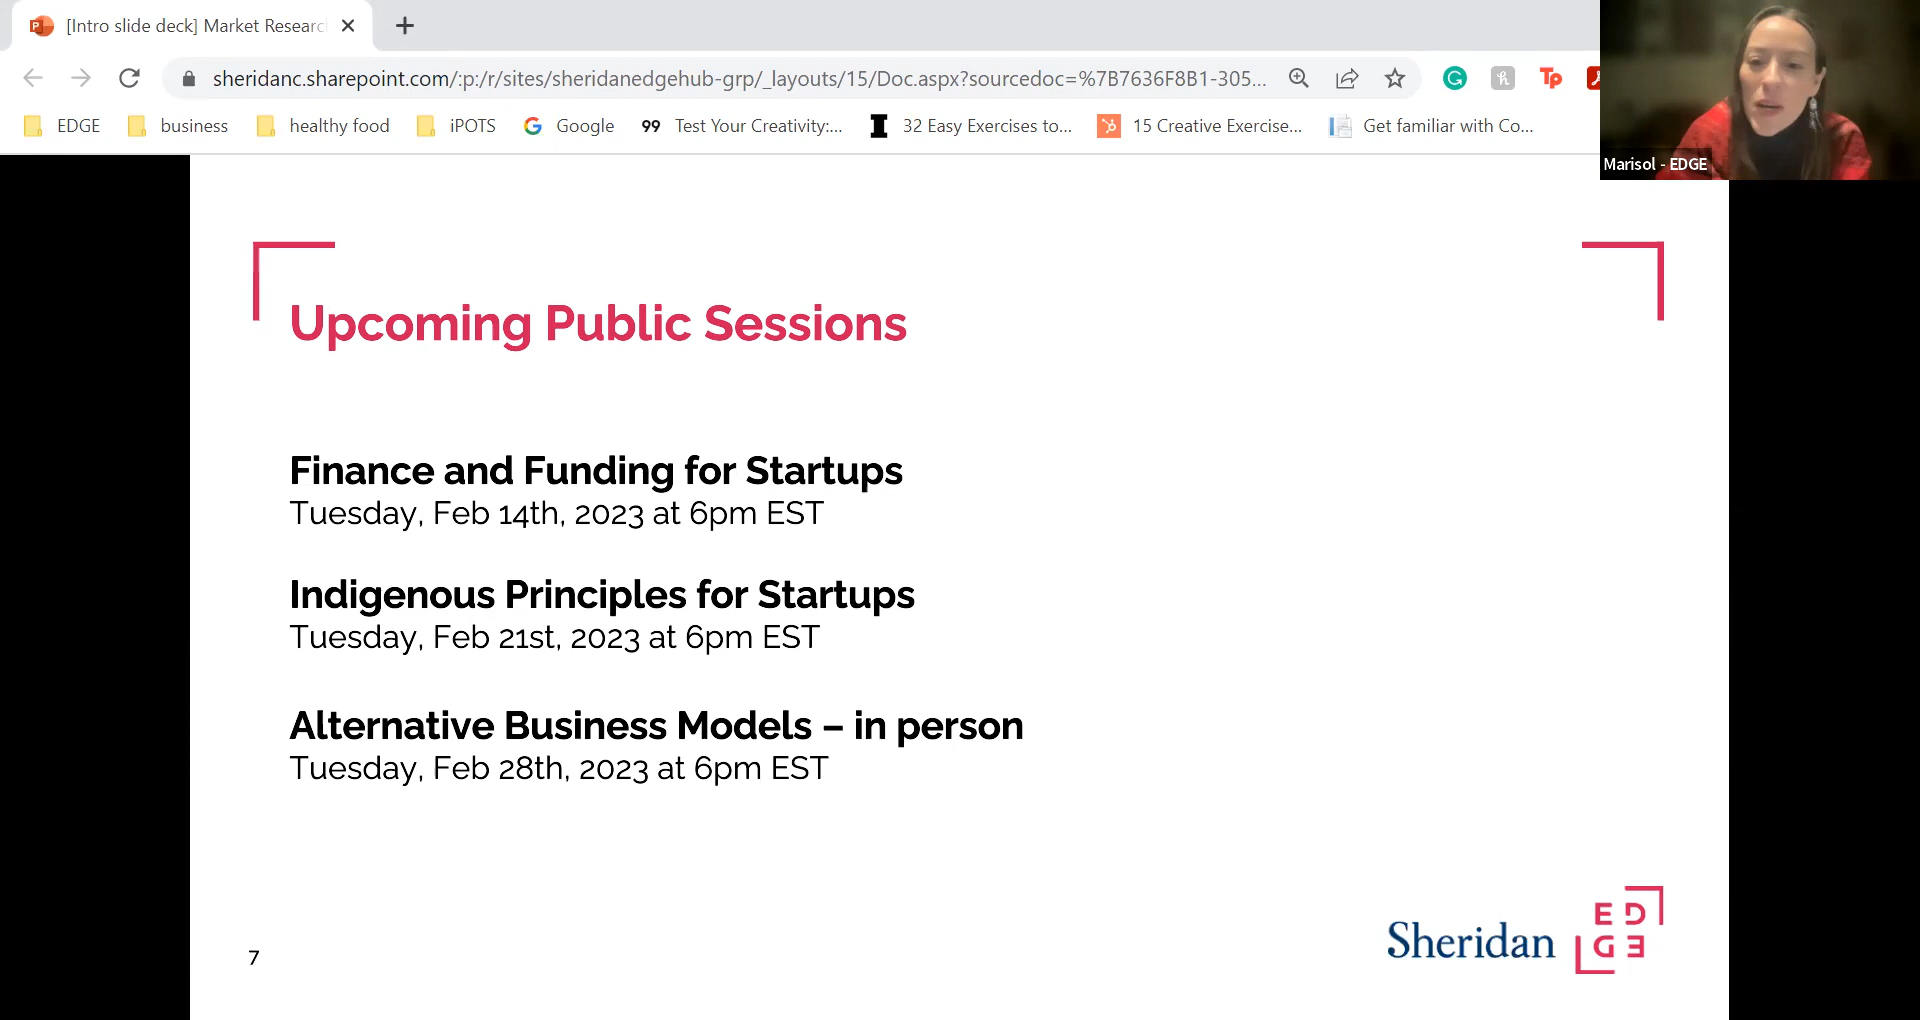 [Intro slide deck] Market Researc
sheridanc.sharepoint.com/:p:/r/sites/sheridanedgehub-grp/_layouts/15/Doc.aspx?sourcedoc=%7B7636F8B1-305...
EDGE business healthy food iPOTS Google 99 Test Your Creativity:... 32 Easy Exercises to... 15 Creative Exercise... Get familiar with Co...
Marisol - EDGE
Upcoming Public Sessions
Finance and Funding for Startups
Tuesday, Feb 14th, 2023 at 6pm EST
Indigenous Principles for Startups
Tuesday, Feb 21st, 2023 at 6pm EST
Alternative Business Models – in person
Tuesday, Feb 28th, 2023 at 6pm EST
7
Sheridan
EDGE